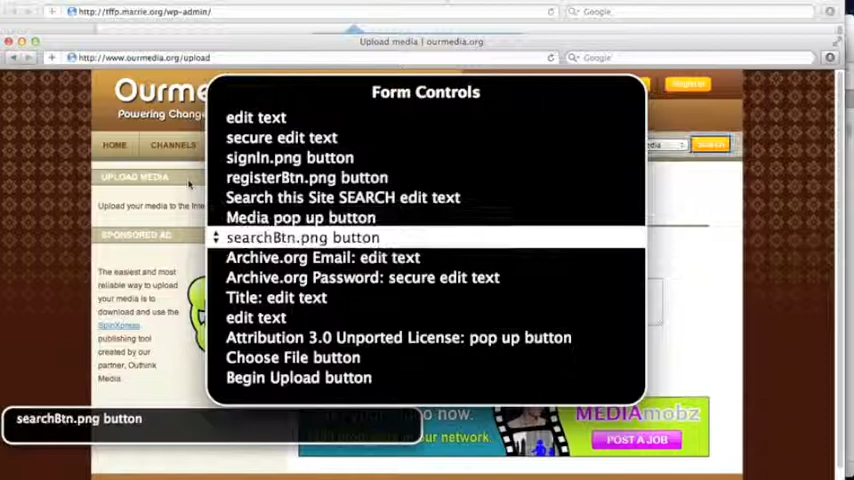 http://tffp.marrie.org/wp-admin/
Google
Upload media | ourmedia.org
http://www.ourmedia.org/upload
Google
Ourme
Powering Change
Register
HOME
CHANNELS
SEARCH
UPLOAD MEDIA
Upload your media to the Inte
SPONSORED AD
The easiest and most
reliable way to upload
your media is to
download and use the
SpinXpress
publishing tool
created by our
partner, Outhink
Media.
Form Controls
edit text
secure edit text
signIn.png button
registerBtn.png button
Search this Site SEARCH edit text
Media pop up button
searchBtn.png button
Archive.org Email: edit text
Archive.org Password: secure edit text
Title: edit text
edit text
Attribution 3.0 Unported License: pop up button
Choose File button
Begin Upload button
searchBtn.png button
now.
our network.
MEDIAmobz
POST A JOB